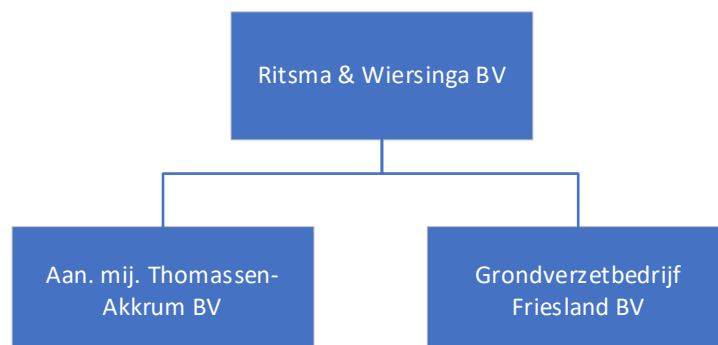 Ritsma & Wiersinga BV
Aan. mij. Thomassen-
Akkrum BV
Grondverzetbedrijf
Friesland BV